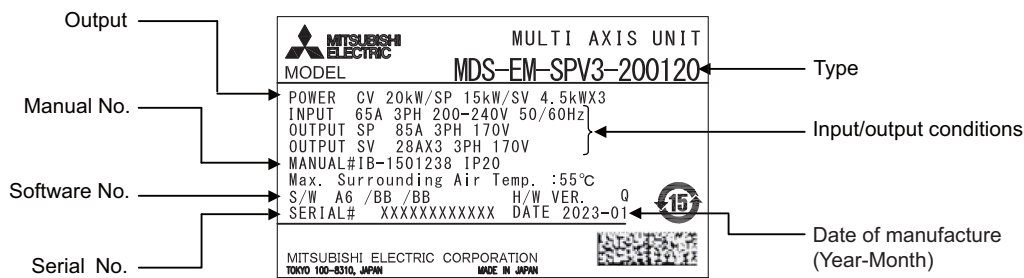 Output
Manual No.
Software No.
Serial No.
MITSUBISHI
ELECTRIC
MULTI AXIS UNIT
MODEL MDS-EM-SPV3-200120
POWER CV 20kW/SP 15kW/SV 4.5kWX3
INPUT 65A 3PH 200-240V 50/60Hz
OUTPUT SP 85A 3PH 170V
OUTPUT SV 28AX3 3PH 170V
MANUAL#IB-1501238 IP20
Max. Surrounding Air Temp. :55℃
S/W A6 /BB /BB H/W VER. Q
SERIAL# XXXXXXXXXXXX DATE 2023-01
15
MITSUBISHI ELECTRIC CORPORATION
TOKYO 100-8310, JAPAN MADE IN JAPAN
Type
Input/output conditions
Date of manufacture
(Year-Month)